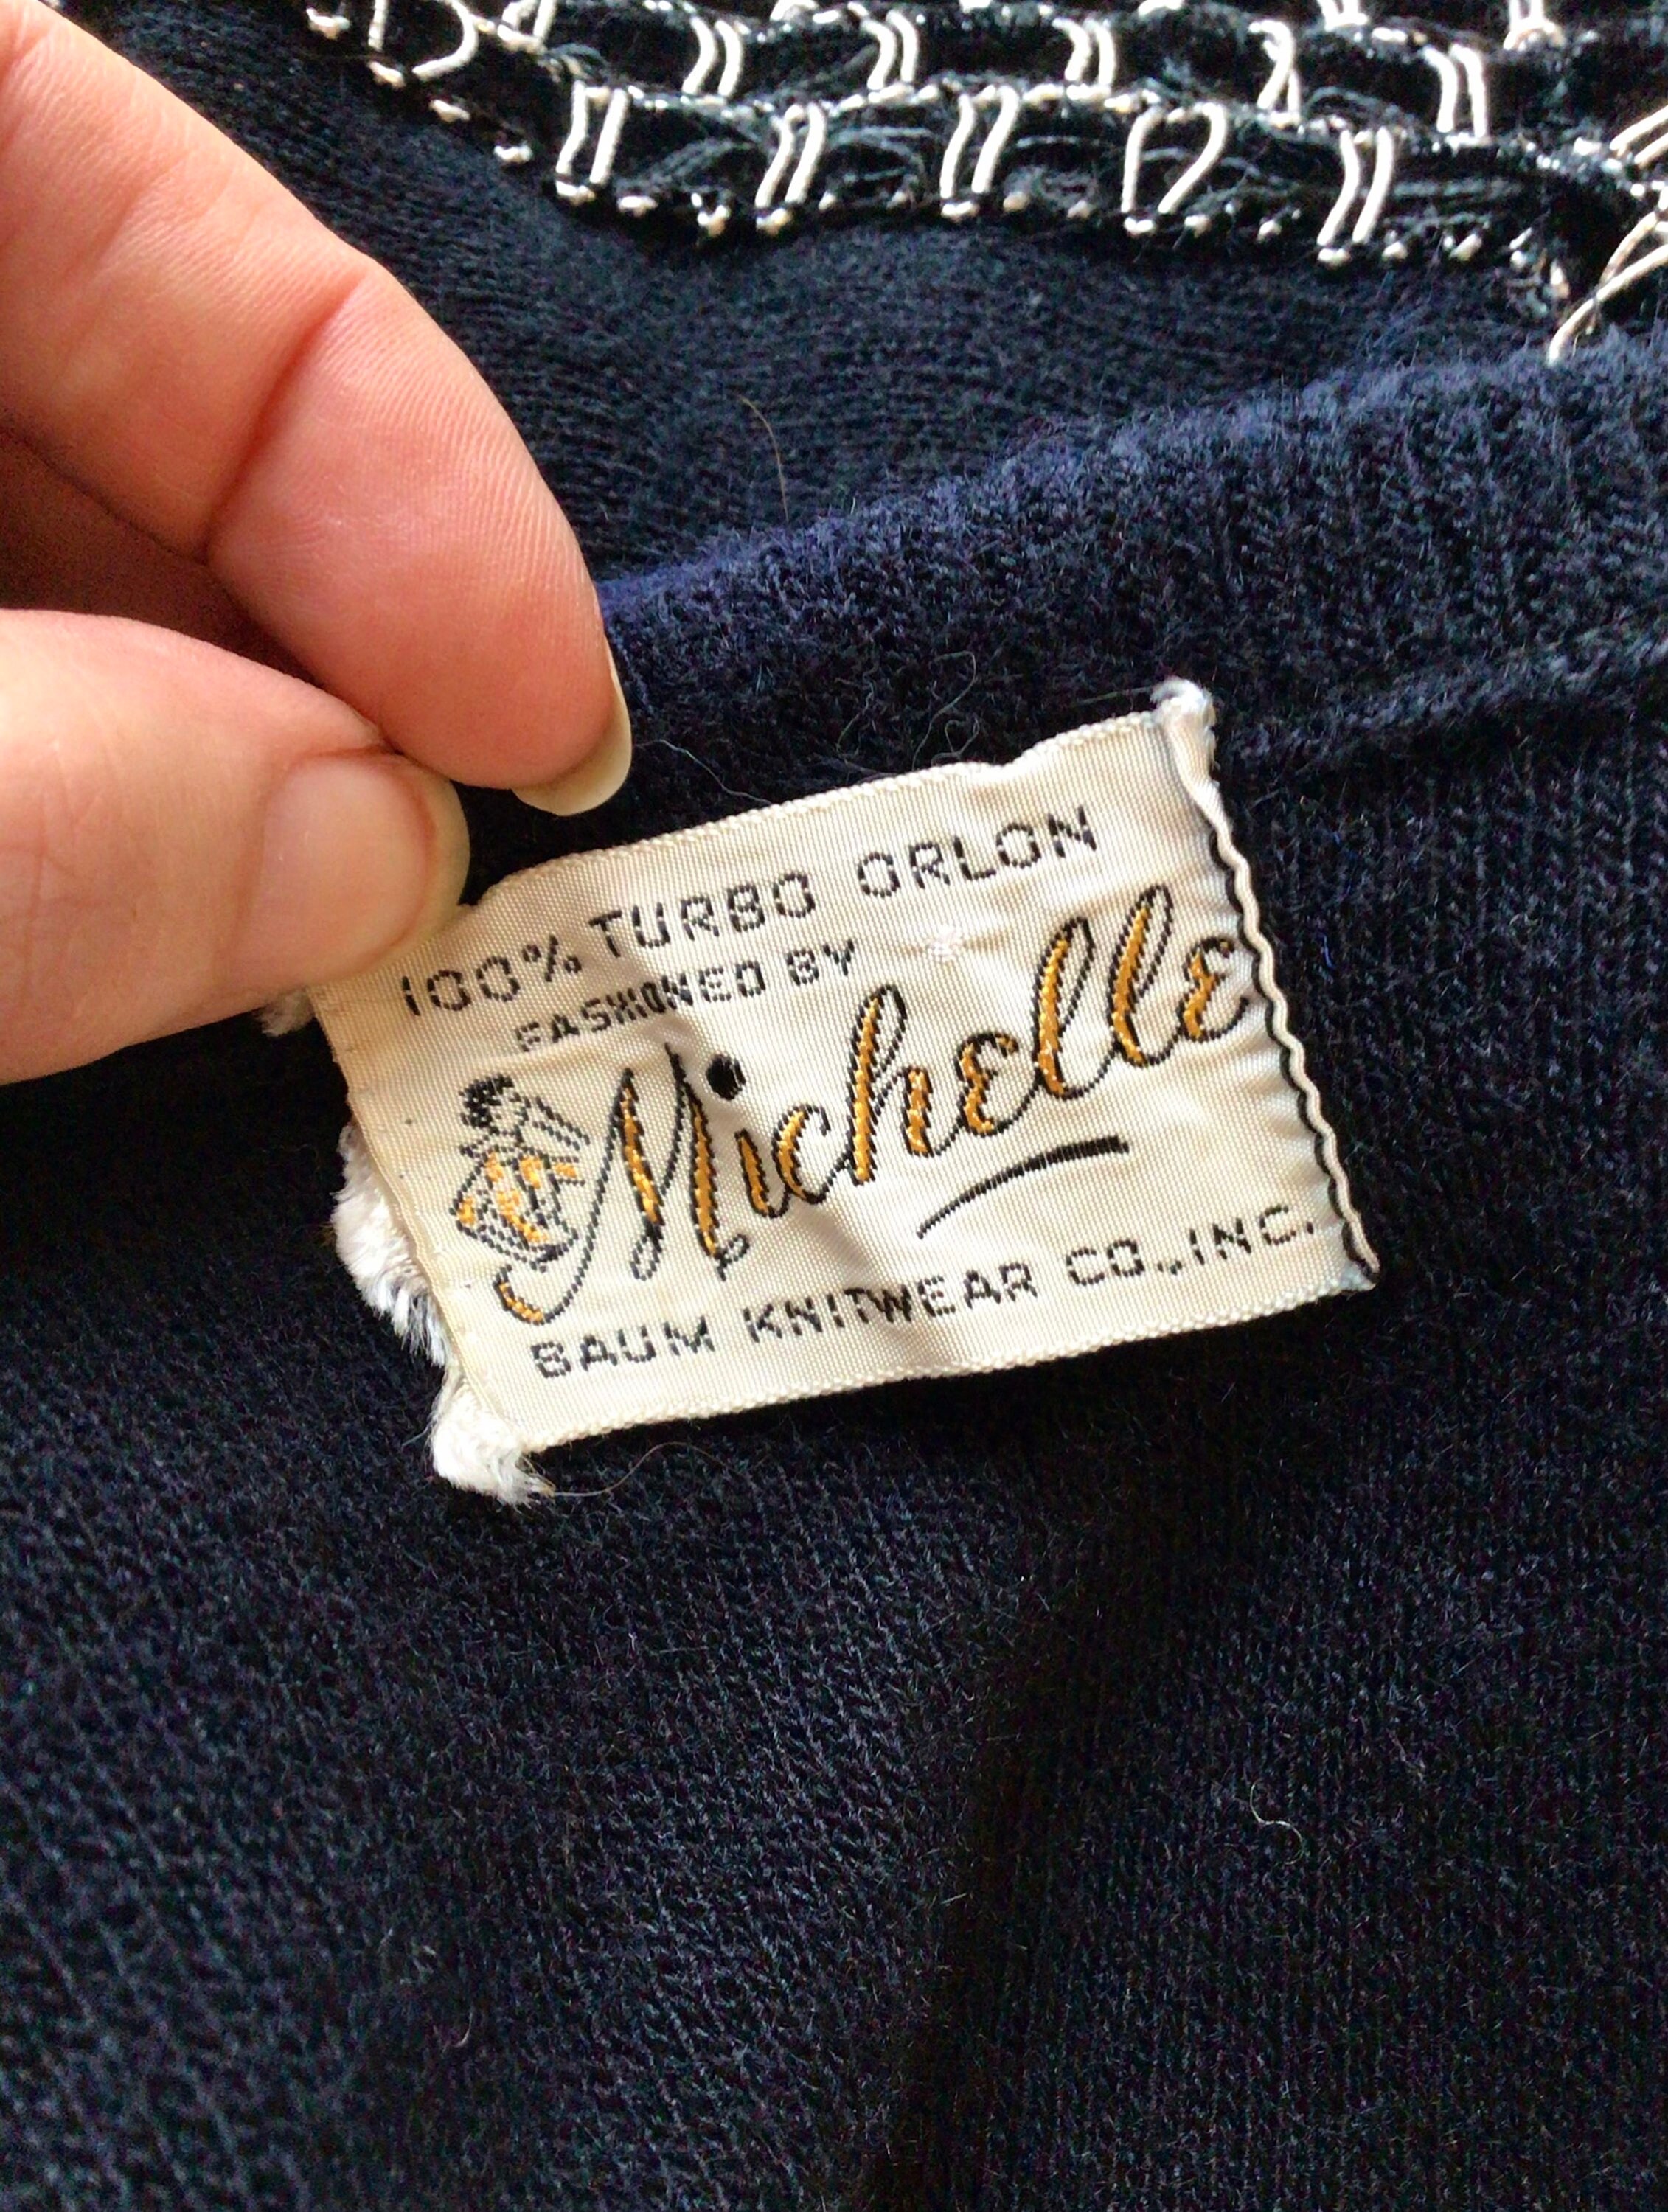 100% TURBO ORLON
FASHIONED BY
Michelle
BAUM KNITWEAR CO., INC.